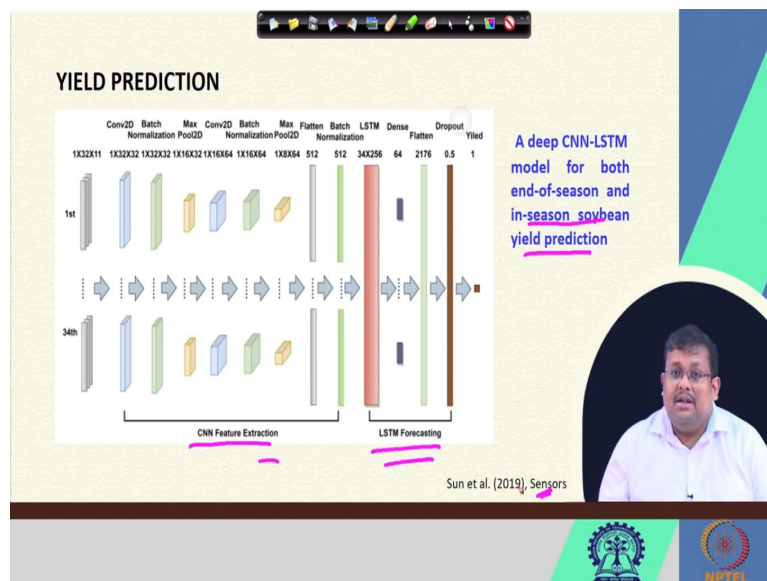 YIELD PREDICTION
Conv2D Batch Max Conv2D Batch Max Flatten Batch LSTM Dense Dropout
Normalization Pool2D Normalization Pool2D Normalization Flatten Yiled
1X32X11 1X32X32 1X32X32 1X16X32 1X16X64 1X16X64 1X8X64 512 512 34X256 64 2176 0.5 1
1st
34th
CNN Feature Extraction
LSTM Forecasting
A deep CNN-LSTM
model for both
end-of-season and
in-season soybean
yield prediction
Sun et al. (2019), Sensors
NPTEL